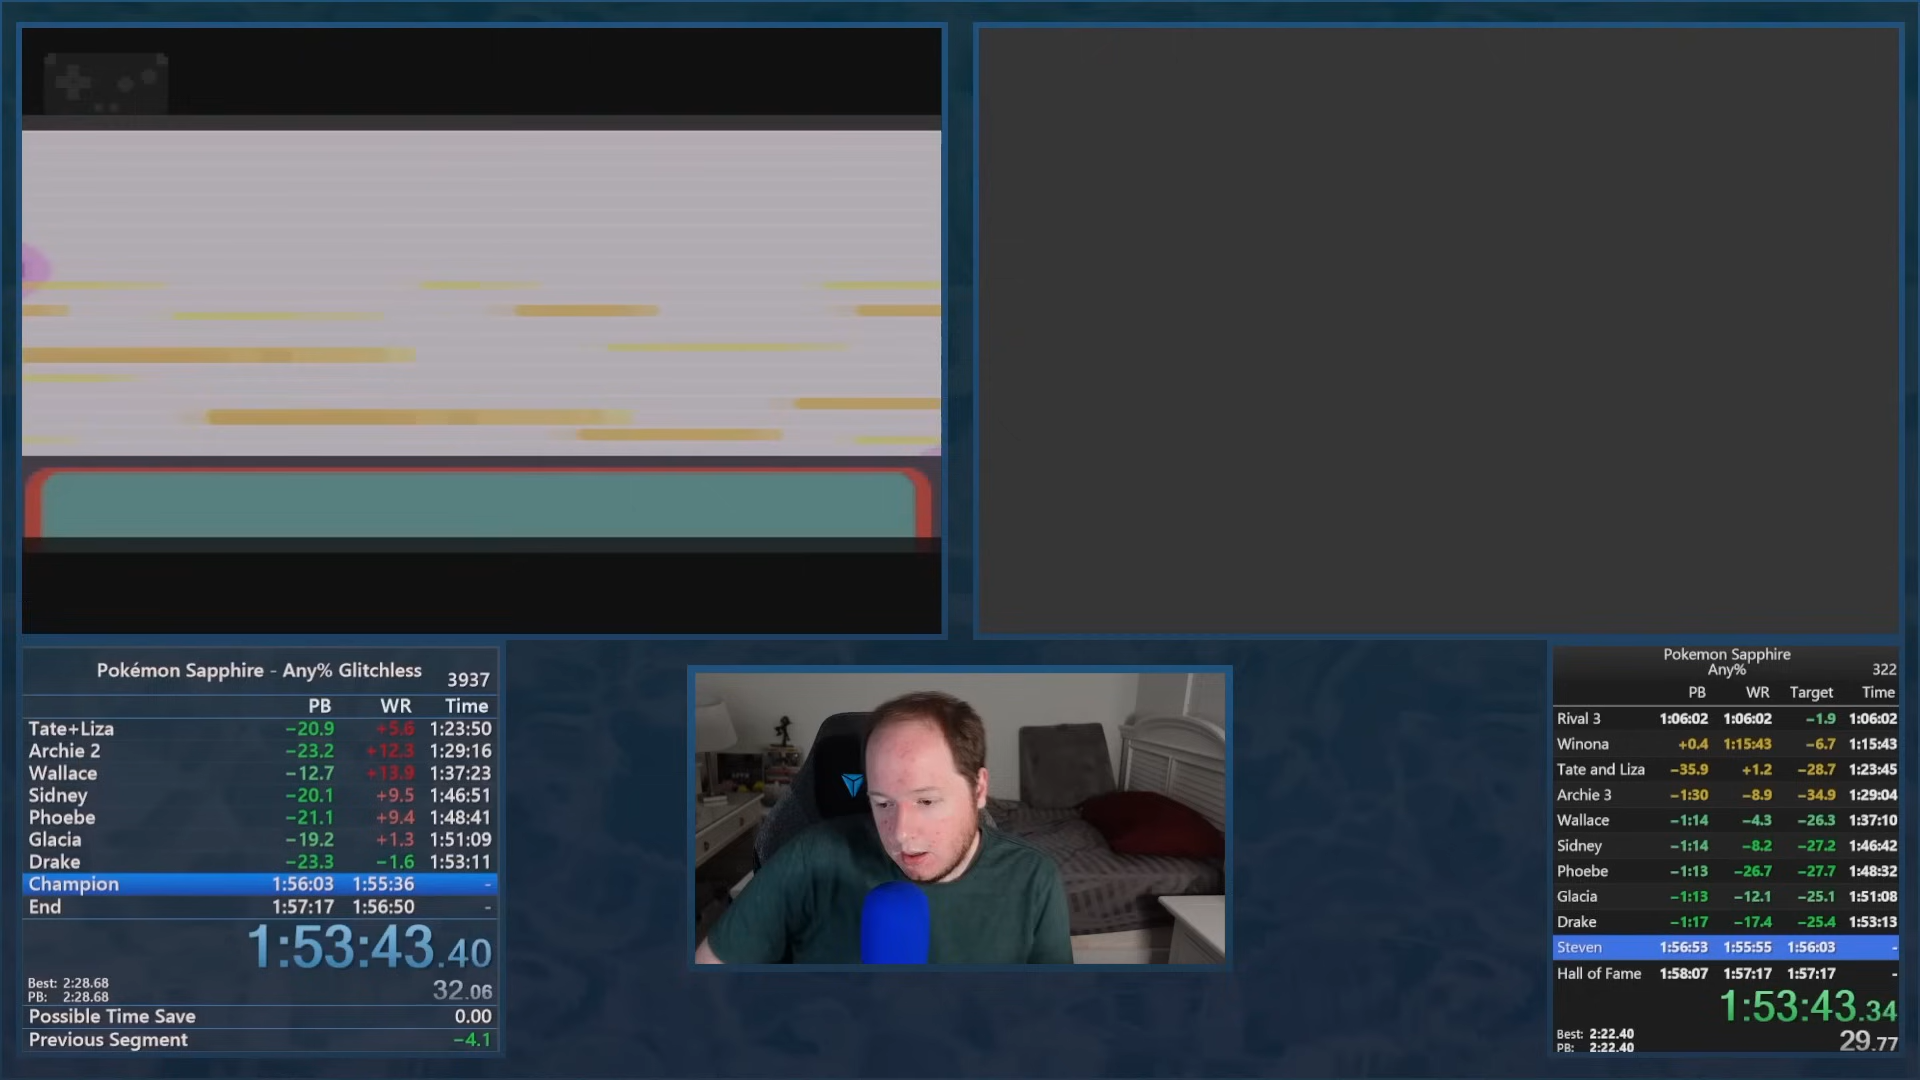 Pokémon Sapphire - Any% Glitchless 3937
PB WR Time
Tate+Liza −20.9 +5.6 1:23:50
Archie 2 −23.2 +12.3 1:29:16
Wallace −12.7 +13.9 1:37:23
Sidney −20.1 +9.5 1:46:51
Phoebe −21.1 +9.4 1:48:41
Glacia −19.2 +1.3 1:51:09
Drake −23.3 −1.6 1:53:11
Champion 1:56:03 1:55:36 -
End 1:57:17 1:56:50 -
1:53:43.40
Best: 2:28.68
PB: 2:28.68 32.06
Possible Time Save 0.00
Previous Segment −4.1
Pokemon Sapphire
Any% 322
PB WR Target Time
Rival 3 1:06:02 1:06:02 −1.9 1:06:02
Winona +0.4 1:15:43 −6.7 1:15:43
Tate and Liza −35.9 +1.2 −28.7 1:23:45
Archie 3 −1:30 −8.9 −34.9 1:29:04
Wallace −1:14 −4.3 −26.3 1:37:10
Sidney −1:14 −8.2 −27.2 1:46:42
Phoebe −1:13 −26.7 −27.7 1:48:32
Glacia −1:13 −12.1 −25.1 1:51:08
Drake −1:17 −17.4 −25.4 1:53:13
Steven 1:56:53 1:55:55 1:56:03 -
Hall of Fame 1:58:07 1:57:17 1:57:17 -
1:53:43.34
Best: 2:22.40
PB: 2:22.40 29.77